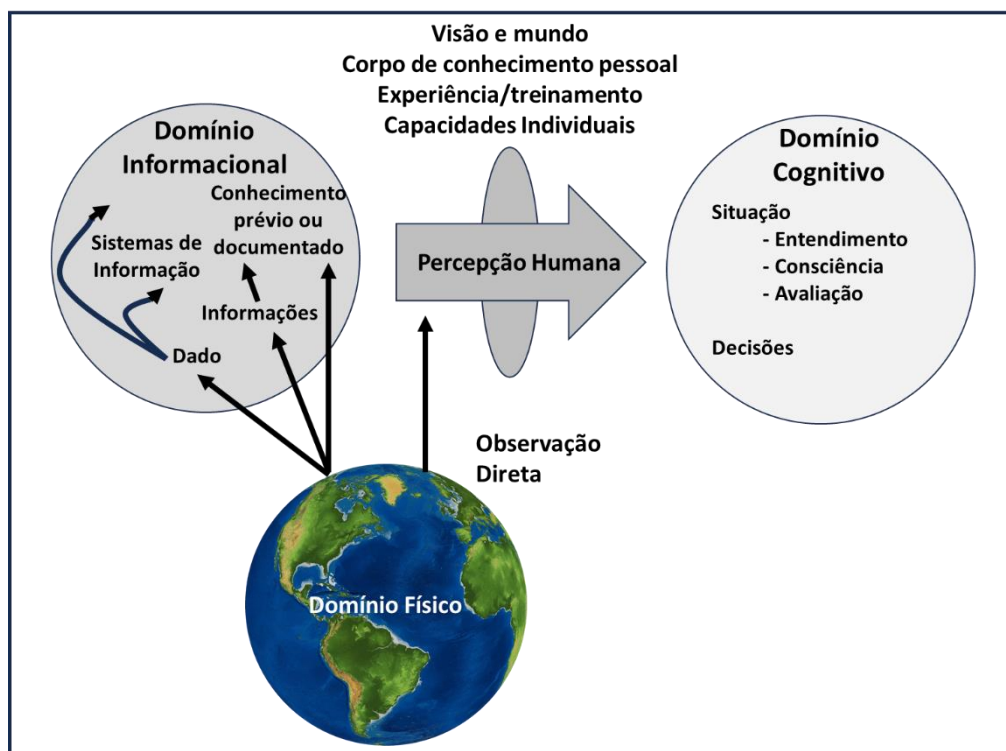 Visão e mundo
Corpo de conhecimento pessoal
Experiência/treinamento
Capacidades Individuais
Domínio
Informacional
Conhecimento
prévio ou
documentado
Sistemas de
Informação
Informações
Dado
Percepção Humana
Domínio
Cognitivo
Situação
- Entendimento
- Consciência
- Avaliação
Decisões
Observação
Direta
Domínio Físico